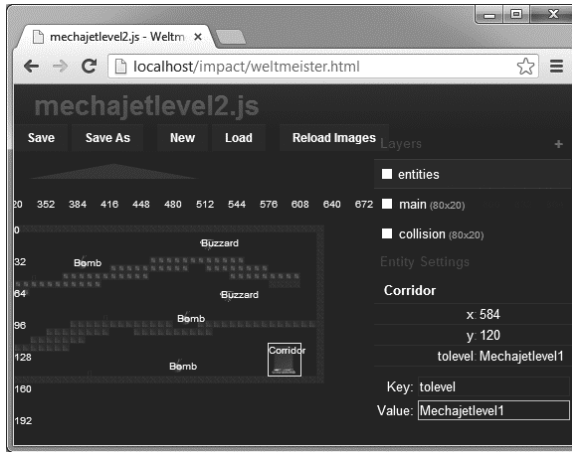 mechajetlevel2.js - Weltm
localhost/impact/weltmeister.html
mechajetlevel2.js
Save Save As New Load Reload Images
Layers +
entities
main (80x20)
collision (80x20)
Entity Settings
Corridor
x: 584
y: 120
tolevel: Mechajetlevel1
Key: tolevel
Value: Mechajetlevel1
20 352 384 416 448 480 512 544 576 608 640 672
0
Buzzard
32
Bomb
64
Buzzard
96
Bomb
128
Corridor
Bomb
160
192